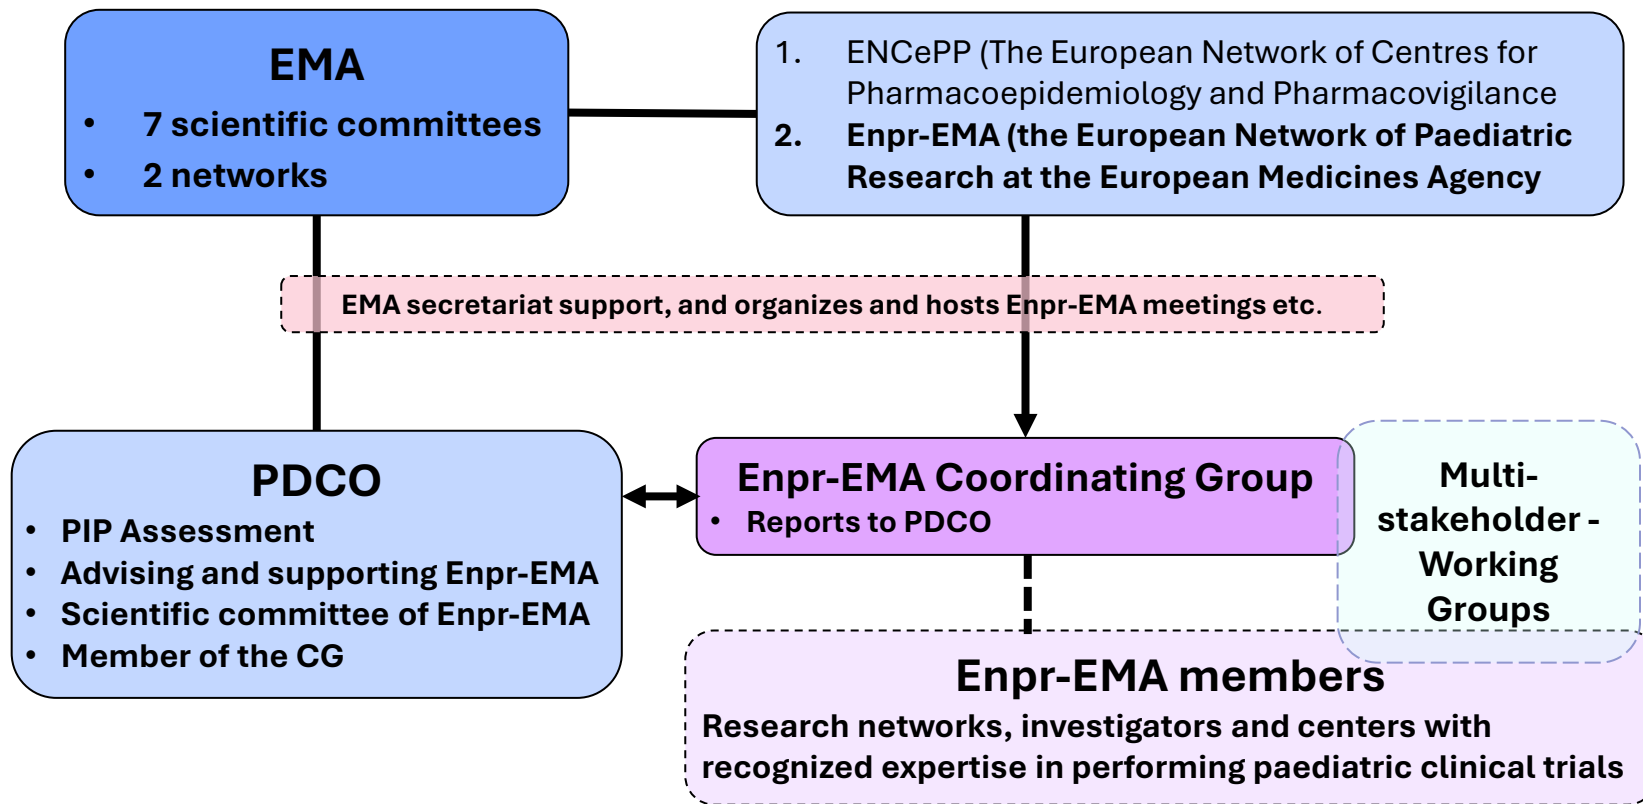 EMA
• 7 scientific committees
• 2 networks
1. ENCePP (The European Network of Centres for
Pharmacoepidemiology and Pharmacovigilance
2. Enpr-EMA (the European Network of Paediatric
Research at the European Medicines Agency
EMA secretariat support, and organizes and hosts Enpr-EMA meetings etc.
PDCO
• PIP Assessment
• Advising and supporting Enpr-EMA
• Scientific committee of Enpr-EMA
• Member of the CG
Enpr-EMA Coordinating Group
• Reports to PDCO
Multi-
stakeholder -
Working
Groups
Enpr-EMA members
Research networks, investigators and centers with
recognized expertise in performing paediatric clinical trials